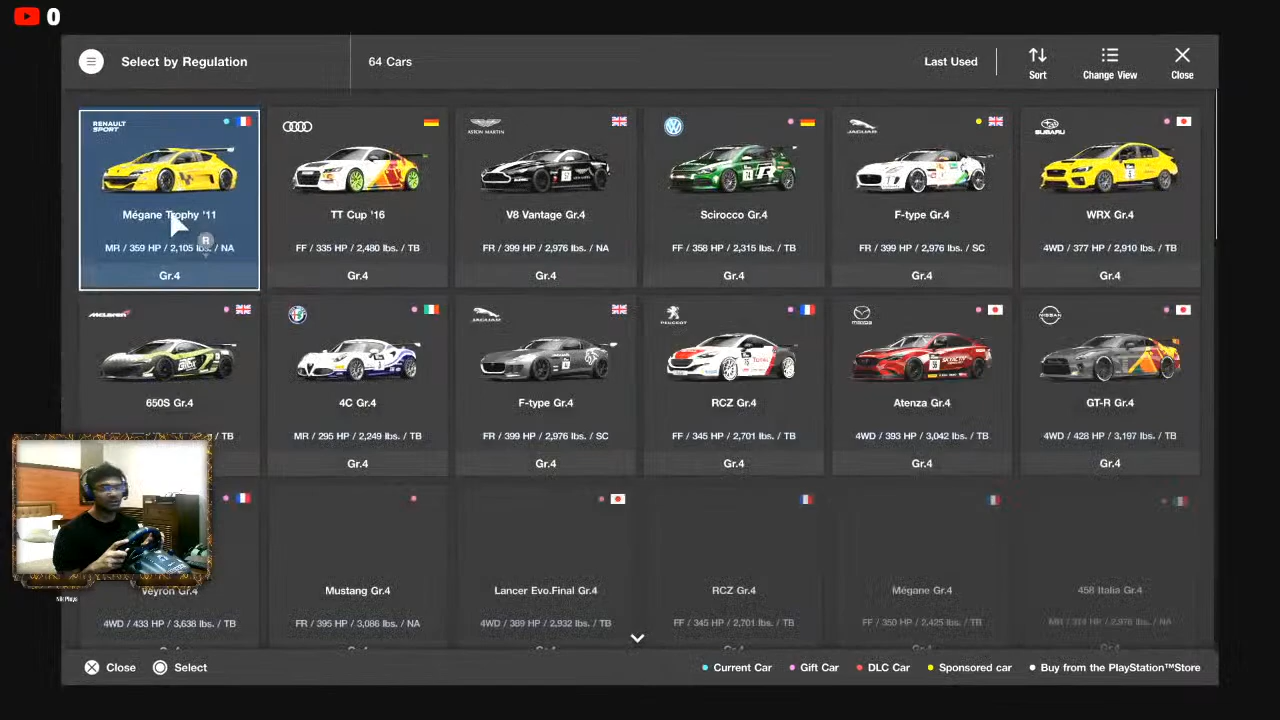 0
Select by Regulation
64 Cars
Last Used
Sort
Change View
Close
RENAULT SPORT
Mégane Trophy '11
MR / 359 HP / 2,105 lbs. / NA
R
Gr.4
TT Cup '16
FF / 335 HP / 2,480 lbs. / TB
Gr.4
ASTON MARTIN
V8 Vantage Gr.4
FR / 399 HP / 2,976 lbs. / NA
Gr.4
Scirocco Gr.4
FF / 358 HP / 2,315 lbs. / TB
Gr.4
JAGUAR
F-type Gr.4
FR / 399 HP / 2,976 lbs. / SC
Gr.4
SUBARU
WRX Gr.4
4WD / 377 HP / 2,910 lbs. / TB
Gr.4
McLaren
650S Gr.4
/ TB
4C Gr.4
MR / 295 HP / 2,249 lbs. / TB
Gr.4
JAGUAR
F-type Gr.4
FR / 399 HP / 2,976 lbs. / SC
Gr.4
PEUGEOT
RCZ Gr.4
FF / 345 HP / 2,701 lbs. / TB
Gr.4
mazda
Atenza Gr.4
4WD / 393 HP / 3,042 lbs. / TB
Gr.4
NISSAN
GT-R Gr.4
4WD / 428 HP / 3,197 lbs. / TB
Gr.4
Veyron Gr.4
4WD / 433 HP / 3,638 lbs. / TB
Mustang Gr.4
FR / 395 HP / 3,086 lbs. / NA
Lancer Evo.Final Gr.4
4WD / 389 HP / 2,932 lbs. / TB
RCZ Gr.4
FF / 345 HP / 2,701 lbs. / TB
Mégane Gr.4
FF / 350 HP / 2,425 lbs. / TB
458 Italia Gr.4
MR / 374 HP / 2,976 lbs. / NA
Close
Select
Current Car
Gift Car
DLC Car
Sponsored car
Buy from the PlayStation™Store